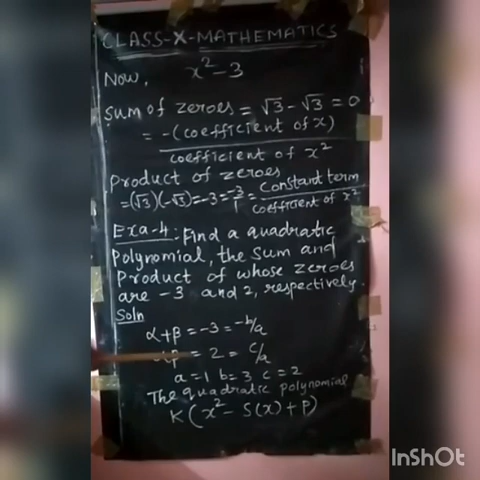 CLASS-X-MATHEMATICS
Now, x²-3
Sum of zeroes = √3 - √3 = 0
= -(coefficient of x)
coefficient of x²
Product of zeroes
= (√3)(-√3) = -3 = -3/1 = Constant term
coefficient of x²
Exa-4: Find a quadratic
Polynomial, the sum and
Product of whose zeroes
are -3 and 2, respectively.
Soln
α+β = -3 = -b/a
= 2 = c/a
a=1 b=3 c=2
The quadratic polynomial
K(x² - S(x) + P)
InShOt